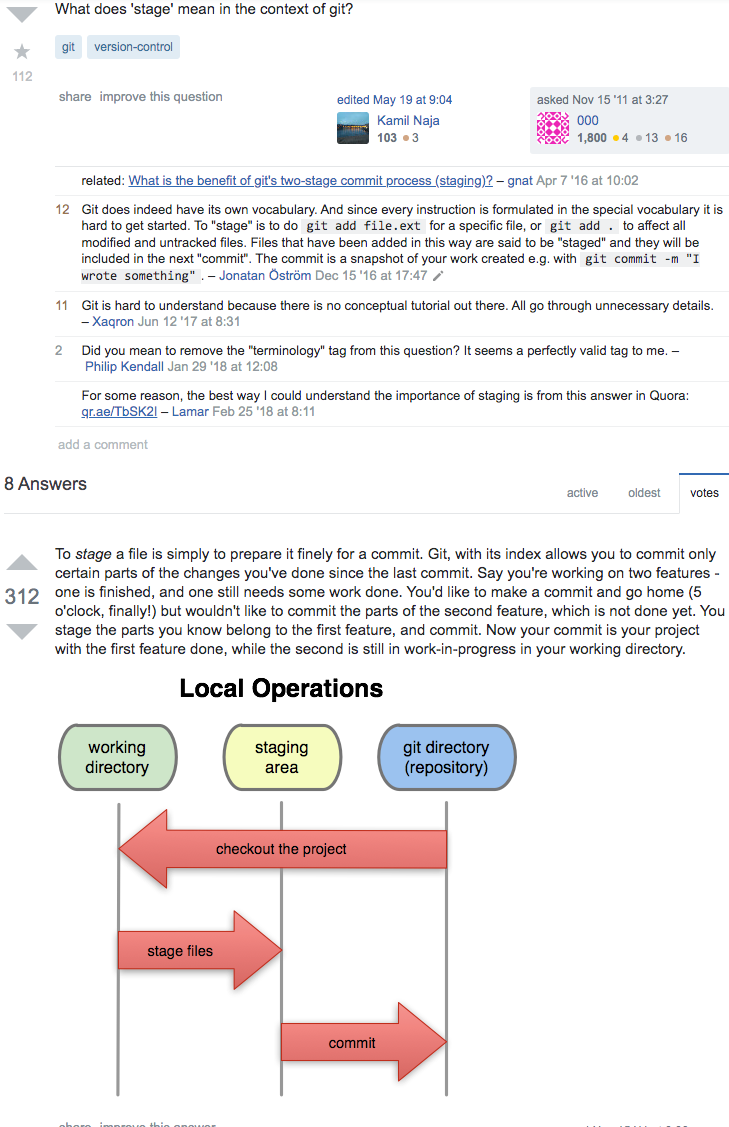 What does 'stage' mean in the context of git?
git version-control
112
share improve this question
edited May 19 at 9:04
Kamil Naja
103 3
asked Nov 15 '11 at 3:27
000
1,800 4 13 16
related: What is the benefit of git's two-stage commit process (staging)? – gnat Apr 7 '16 at 10:02
12 Git does indeed have its own vocabulary. And since every instruction is formulated in the special vocabulary it is
hard to get started. To "stage" is to do git add file.ext for a specific file, or git add . to affect all
modified and untracked files. Files that have been added in this way are said to be "staged" and they will be
included in the next "commit". The commit is a snapshot of your work created e.g. with git commit -m "I
wrote something" . – Jonatan Öström Dec 15 '16 at 17:47
11 Git is hard to understand because there is no conceptual tutorial out there. All go through unnecessary details.
– Xaqron Jun 12 '17 at 8:31
2 Did you mean to remove the "terminology" tag from this question? It seems a perfectly valid tag to me. –
Philip Kendall Jan 29 '18 at 12:08
For some reason, the best way I could understand the importance of staging is from this answer in Quora:
qr.ae/TbSK2l – Lamar Feb 25 '18 at 8:11
add a comment
8 Answers
active oldest votes
To stage a file is simply to prepare it finely for a commit. Git, with its index allows you to commit only
certain parts of the changes you've done since the last commit. Say you're working on two features -
one is finished, and one still needs some work done. You'd like to make a commit and go home (5
o'clock, finally!) but wouldn't like to commit the parts of the second feature, which is not done yet. You
stage the parts you know belong to the first feature, and commit. Now your commit is your project
with the first feature done, while the second is still in work-in-progress in your working directory.
312
Local Operations
working
directory
staging
area
git directory
(repository)
checkout the project
stage files
commit
share improve this answer